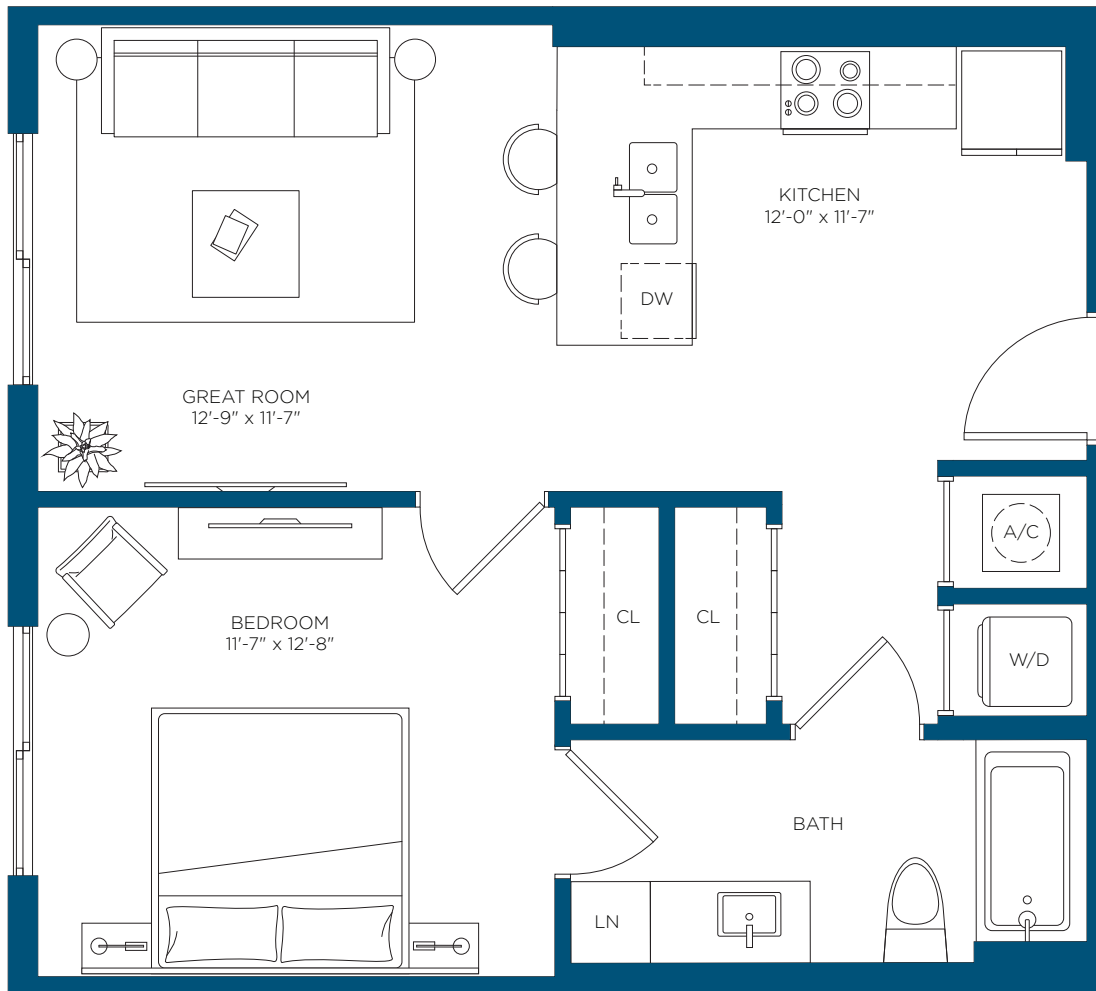 KITCHEN
12'-0" x 11'-7"
DW
GREAT ROOM
12'-9" x 11'-7"
A/C
BEDROOM
11'-7" x 12'-8"
CL
CL
W/D
BATH
LN